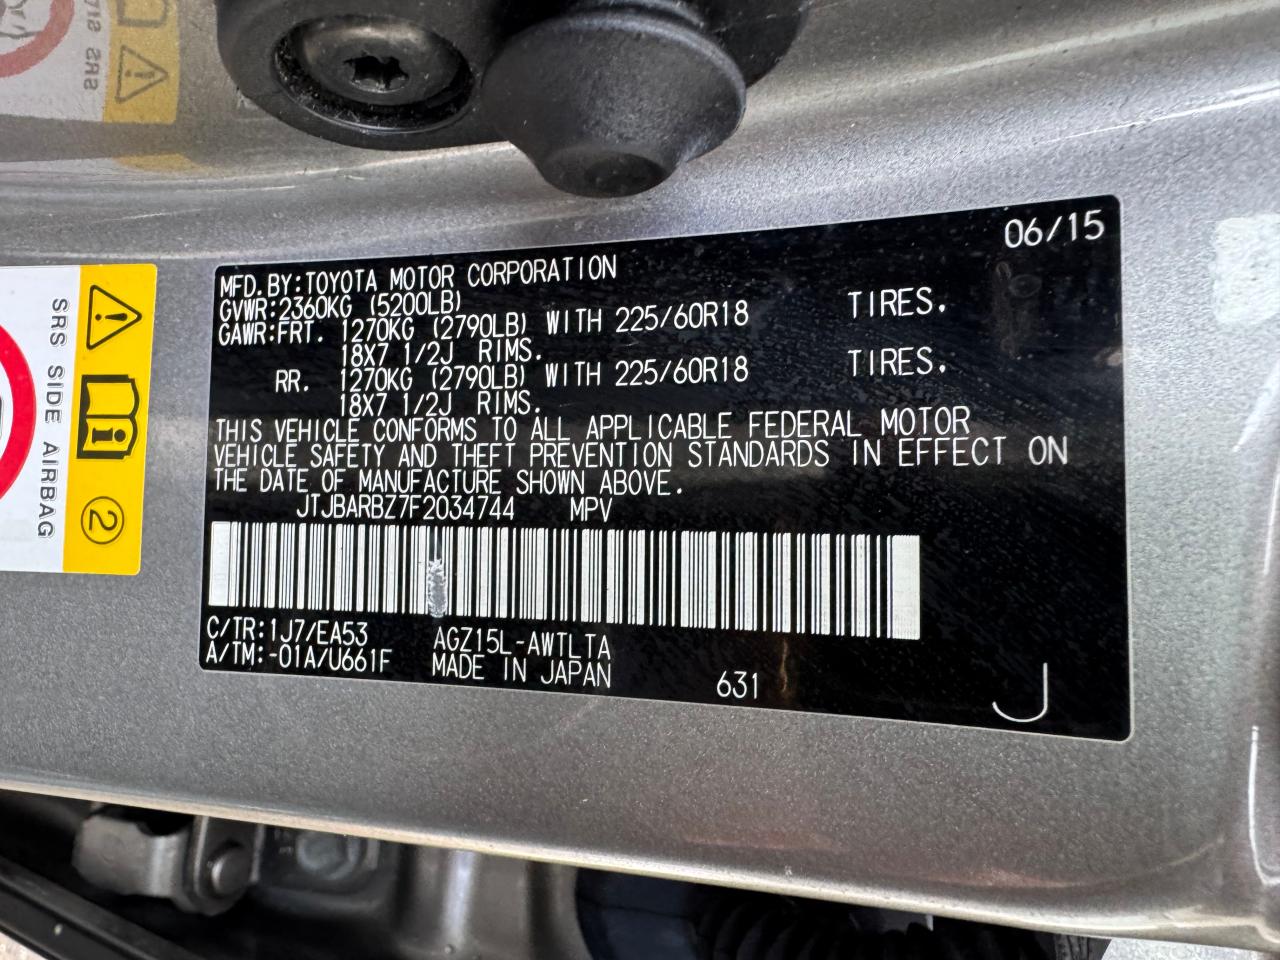 06/15
MFD.BY:TOYOTA MOTOR CORPORATION
GVWR:2360KG (5200LB)
GAWR:FRT. 1270KG (2790LB) WITH 225/60R18 TIRES.
18X7 1/2J RIMS.
RR. 1270KG (2790LB) WITH 225/60R18 TIRES.
18X7 1/2J RIMS.
THIS VEHICLE CONFORMS TO ALL APPLICABLE FEDERAL MOTOR
VEHICLE SAFETY AND THEFT PREVENTION STANDARDS IN EFFECT ON
THE DATE OF MANUFACTURE SHOWN ABOVE.
JTJBARBZ7F2034744 MPV
C/TR:1J7/EA53 AGZ15L-AWTLTA
A/TM:-01A/U661F MADE IN JAPAN
631
J
SRS SIDE AIRBAG
2
SRS